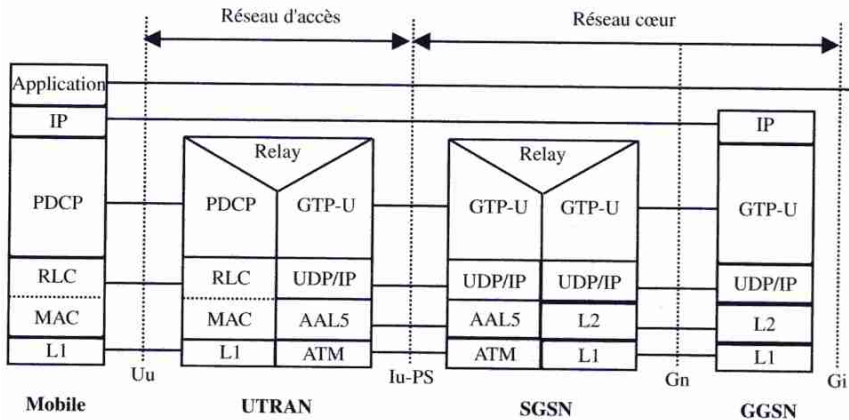 Réseau d'accès
Réseau cœur
Application
IP
IP
Relay
Relay
PDCP
PDCP
GTP-U
GTP-U
GTP-U
GTP-U
RLC
RLC
UDP/IP
UDP/IP
UDP/IP
UDP/IP
MAC
MAC
AAL5
AAL5
L2
L2
L1
L1
ATM
ATM
L1
L1
Uu
Iu-PS
Gn
Gi
Mobile
UTRAN
SGSN
GGSN